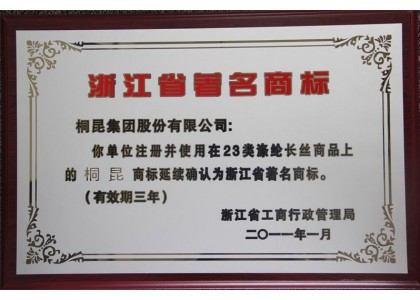 浙江省著名商标
桐昆集团股份有限公司:
你单位注册并使用在23类涤纶长丝商品上
的 桐 昆 商标延续确认为浙江省著名商标。
(有效期三年)
浙江省工商行政管理局
二〇一一年一月